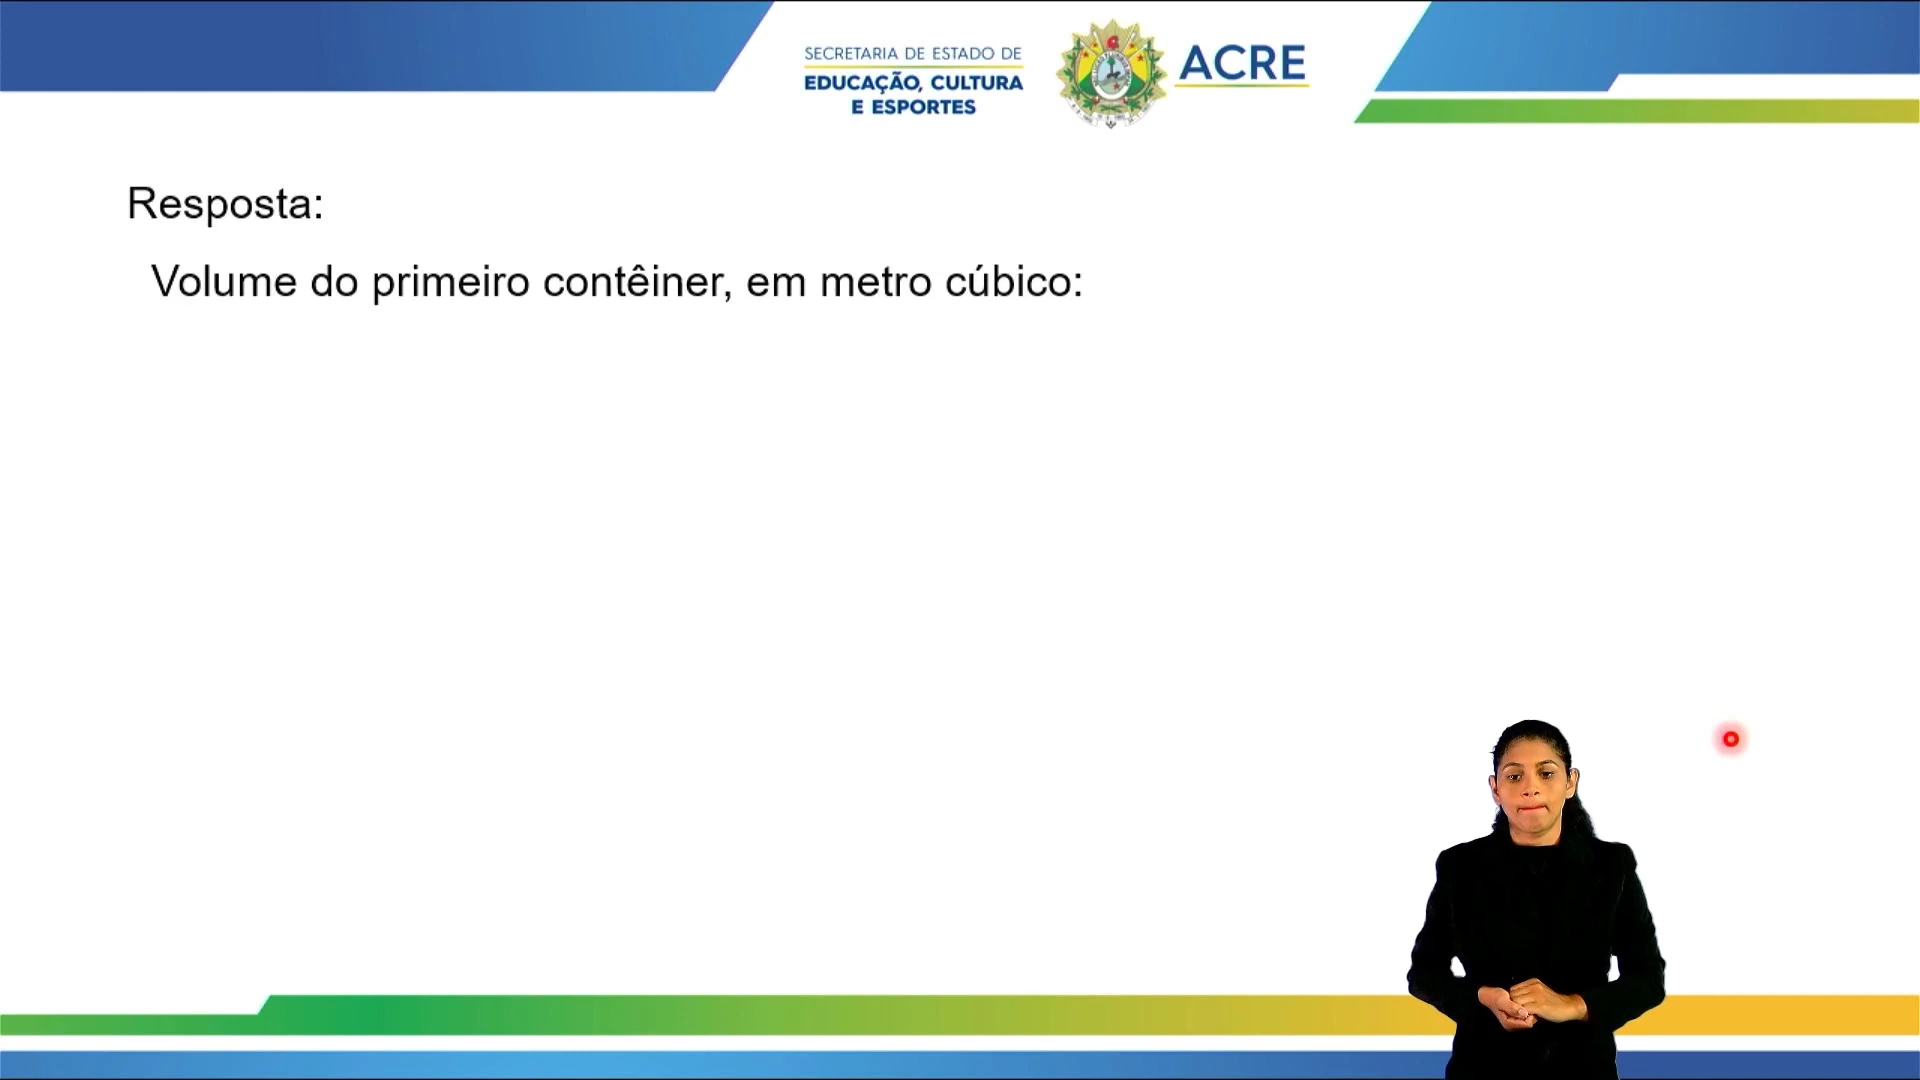 SECRETARIA DE ESTADO DE
EDUCAÇÃO, CULTURA
E ESPORTES
ACRE
Resposta:
Volume do primeiro contêiner, em metro cúbico: